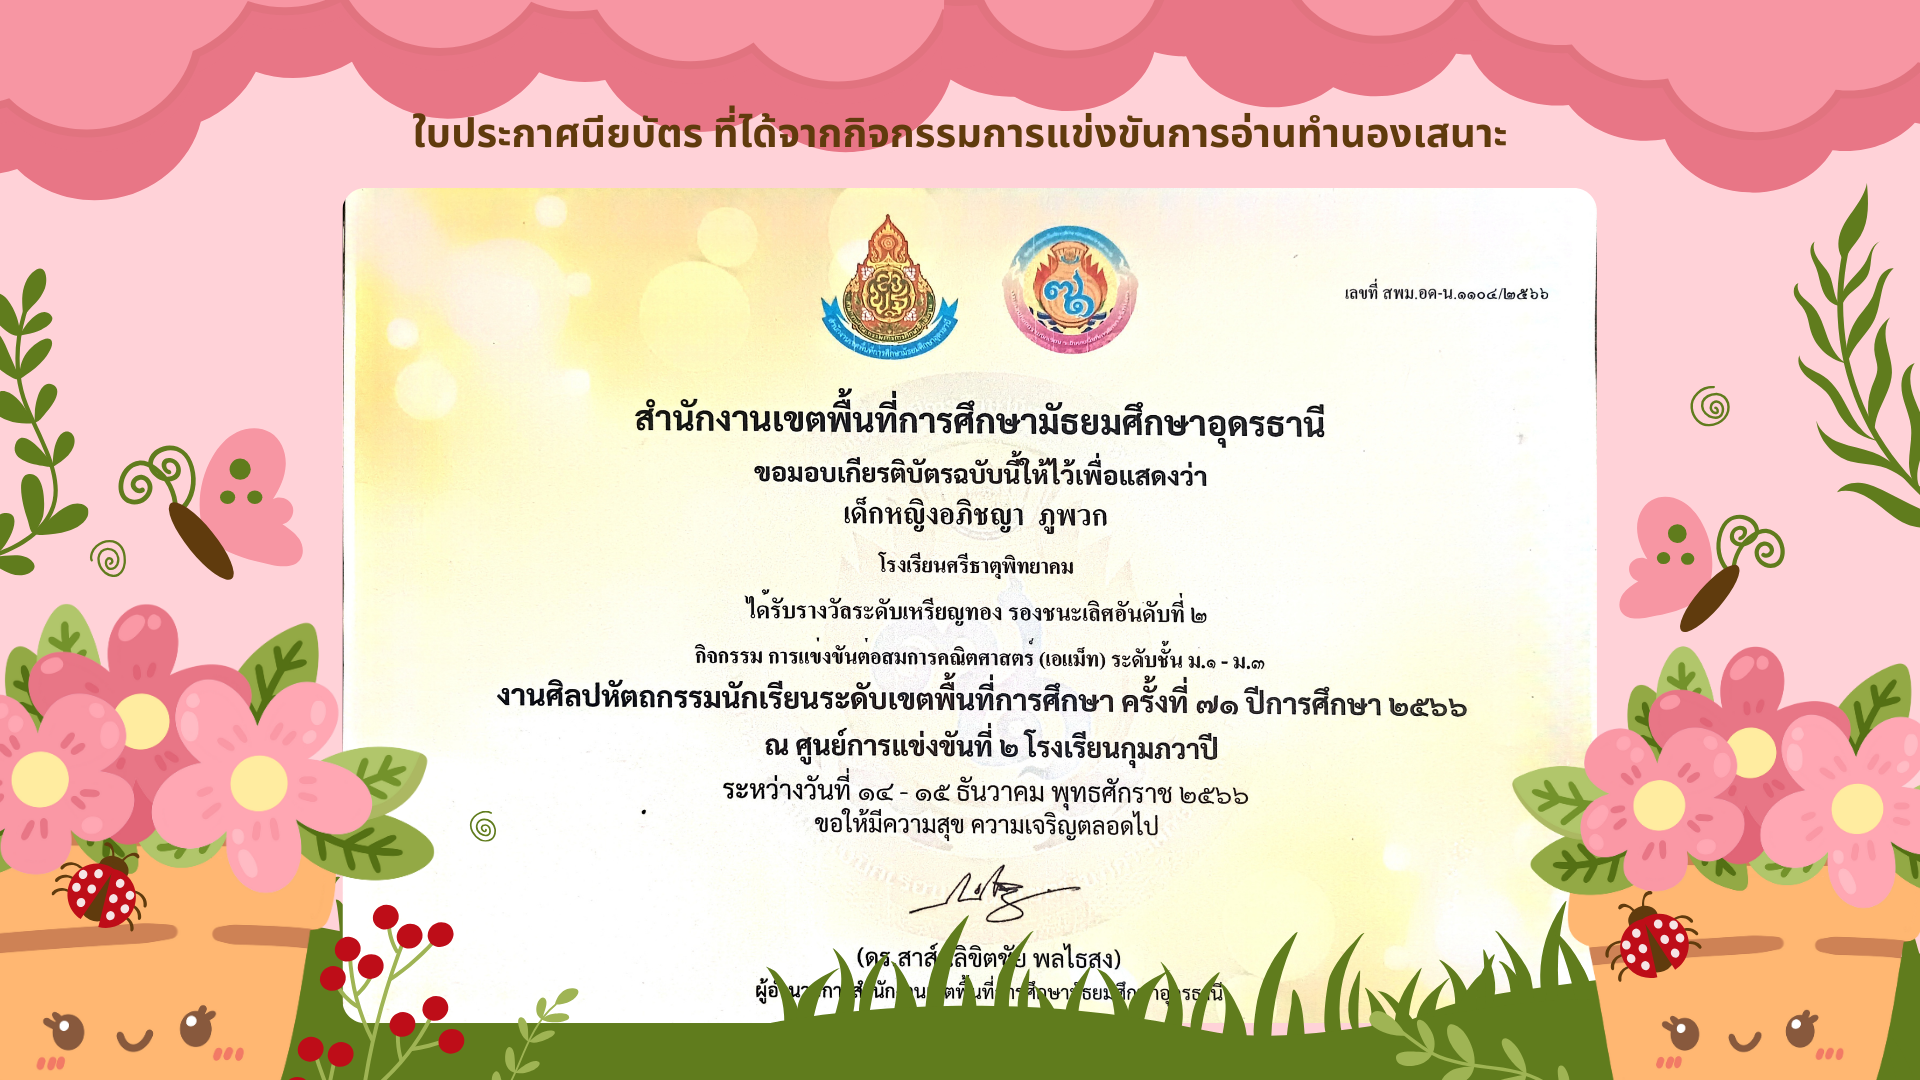 ใบประกาศนียบัตร ที่ได้จากกิจกรรมการแข่งขันการอ่านทำนองเสนาะ
เลขที่ สพม.อด-น.๑๑๐๔/๒๕๖๖
สำนักงานเขตพื้นที่การศึกษามัธยมศึกษาอุดรธานี
ขอมอบเกียรติบัตรฉบับนี้ให้ไว้เพื่อแสดงว่า
เด็กหญิงอภิชญา ภูพวก
โรงเรียนศรีธาตุพิทยาคม
ได้รับรางวัลระดับเหรียญทอง รองชนะเลิศอันดับที่ ๒
กิจกรรม การแข่งขันต่อสมการคณิตศาสตร์ (เอแม็ท) ระดับชั้น ม.๑ - ม.๓
งานศิลปหัตถกรรมนักเรียนระดับเขตพื้นที่การศึกษา ครั้งที่ ๗๑ ปีการศึกษา ๒๕๖๖
ณ ศูนย์การแข่งขันที่ ๒ โรงเรียนกุมภวาปี
ระหว่างวันที่ ๑๔ - ๑๕ ธันวาคม พุทธศักราช ๒๕๖๖
ขอให้มีความสุข ความเจริญตลอดไป
(ดร.สาส์ ลิขิตชัย พลไธสง)
ผู้อำนวยการสำนักงานเขตพื้นที่การศึกษามัธยมศึกษาอุดรธานี